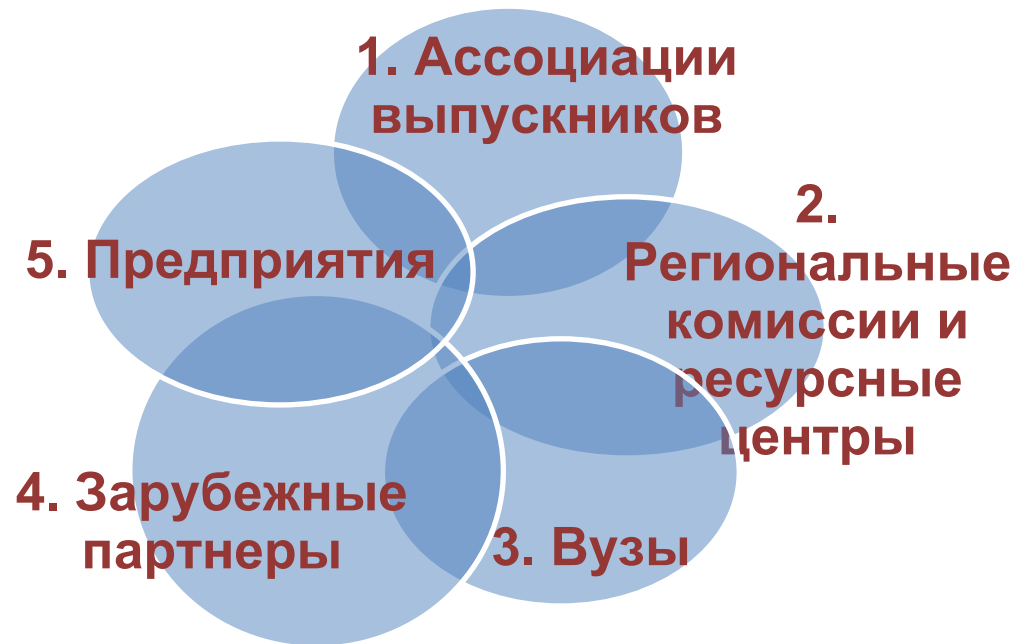 1. Ассоциации
выпускников
2.
Региональные
комиссии и
ресурсные
центры
3. Вузы
4. Зарубежные
партнеры
5. Предприятия